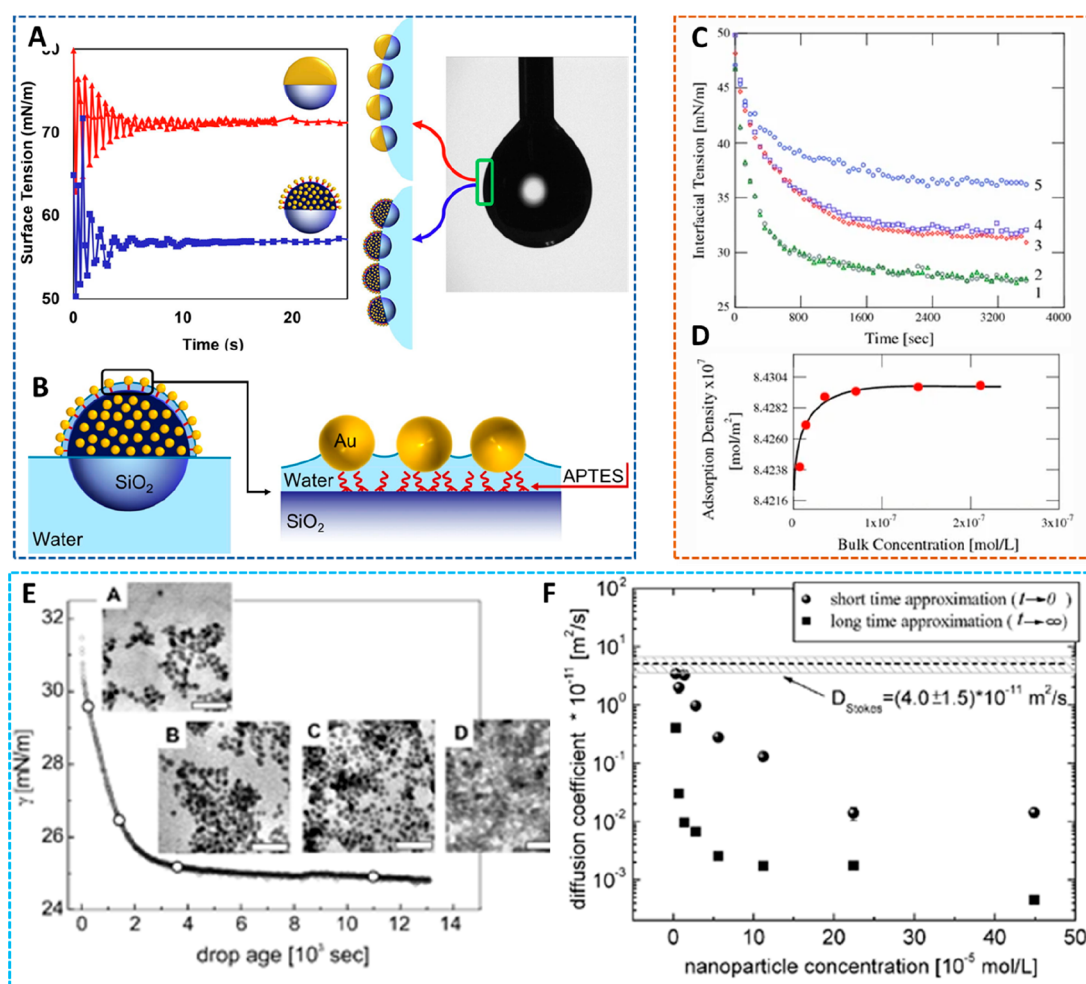 A
80
70
60
50
Surface Tension (mN/m)
0
10
20
Time (s)
B
SiO2
Water
Au
Water
APTES
SiO2
C
50
45
40
35
30
25
Interfacial Tension [mN/m]
5
4
3
2
1
0
800
1600
2400
3200
4000
Time [sec]
D
8.4304
8.4282
8.4260
8.4238
8.4216
Adsorption Density x10^7
[mol/m^2]
0
1x10^-7
2x10^-7
3x10^-7
Bulk Concentration [mol/L]
E
32
30
28
26
24
γ [mN/m]
A
B
C
D
0
2
4
6
8
10
12
14
drop age [10^3 sec]
F
10^2
10^1
10^0
10^-1
10^-2
10^-3
diffusion coefficient * 10^-11 [m^2/s]
short time approximation (t→0)
long time approximation (t→∞)
D_Stokes=(4.0±1.5)*10^-11 m^2/s
0
10
20
30
40
50
nanoparticle concentration [10^-5 mol/L]